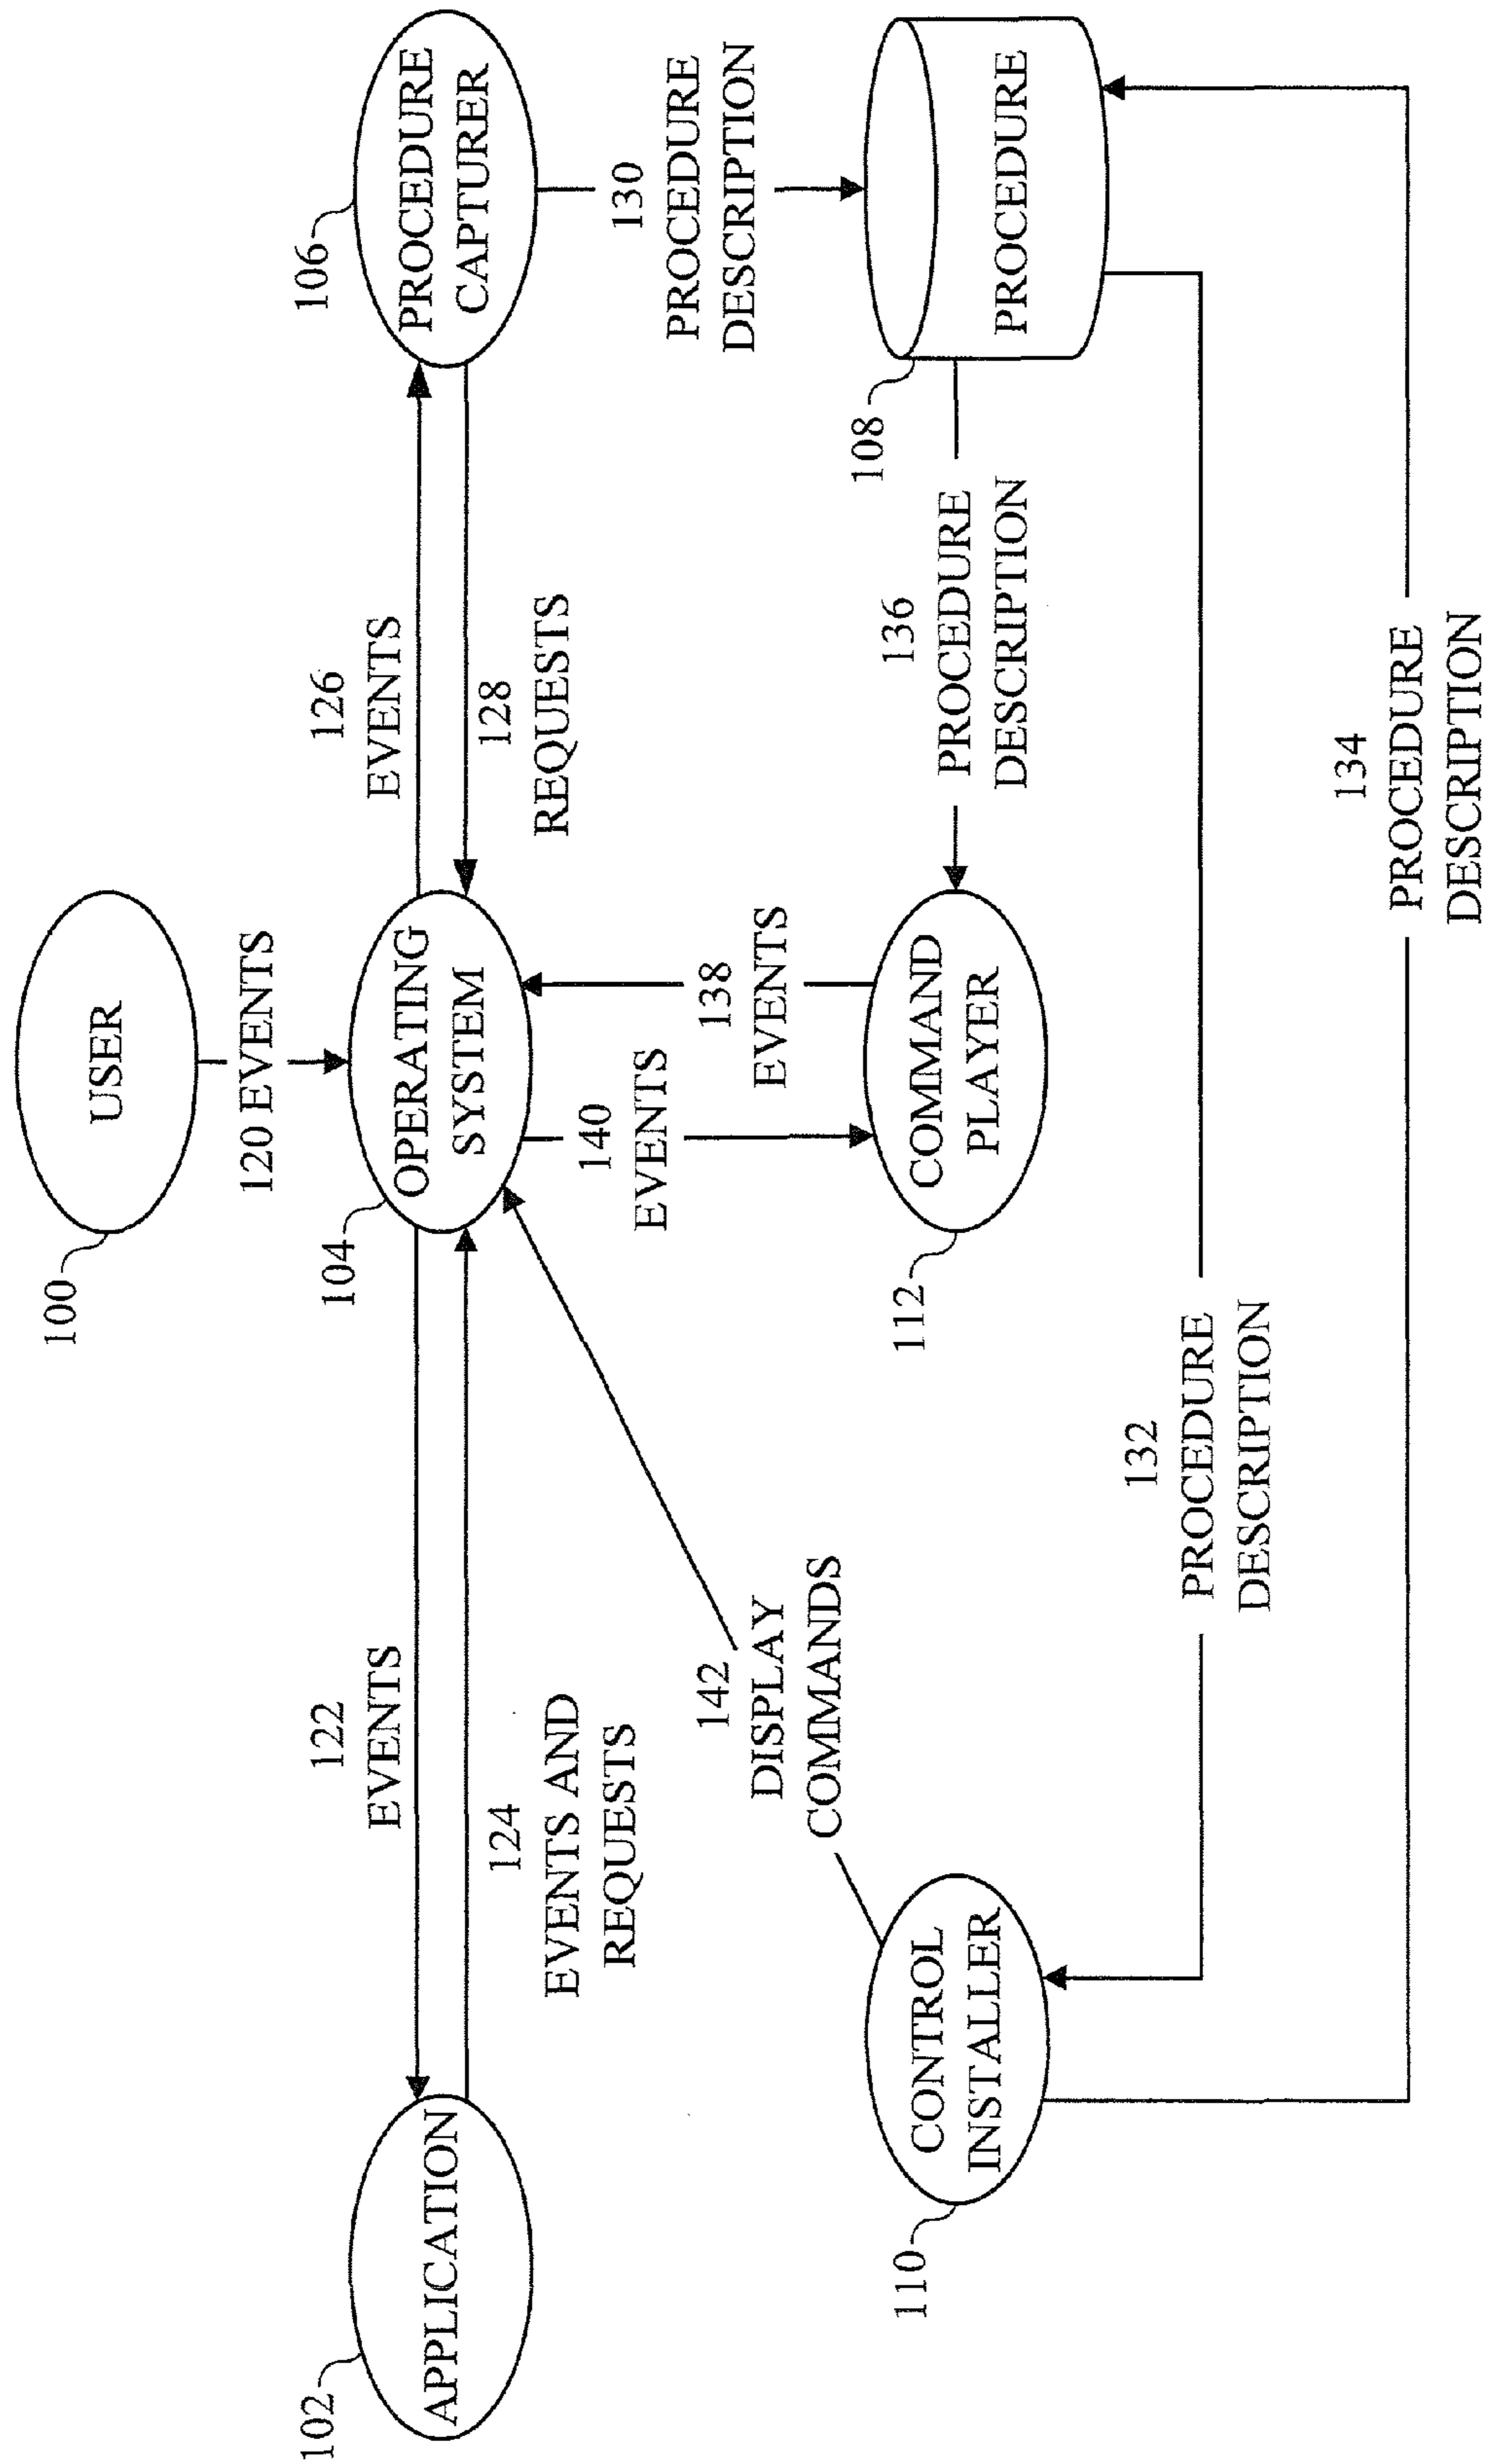 100
USER
120 EVENTS
102
APPLICATION
122
EVENTS
124
EVENTS AND
REQUESTS
104
OPERATING
SYSTEM
126
EVENTS
128
REQUESTS
106
PROCEDURE
CAPTURER
130
PROCEDURE
DESCRIPTION
142
DISPLAY
COMMANDS
140
EVENTS
138
EVENTS
110
CONTROL
INSTALLER
112
COMMAND
PLAYER
136
PROCEDURE
DESCRIPTION
108
PROCEDURE
132
PROCEDURE
DESCRIPTION
134
PROCEDURE
DESCRIPTION